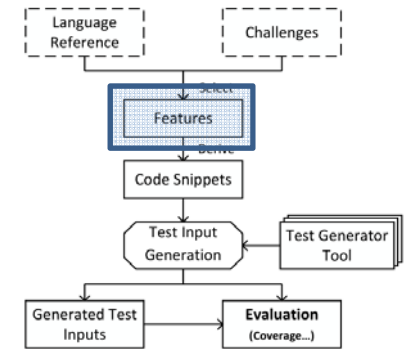 Language
Reference
Challenges
Select
Features
Derive
Code Snippets
Test Input
Generation
Test Generator
Tool
Generated Test
Inputs
Evaluation
(Coverage...)